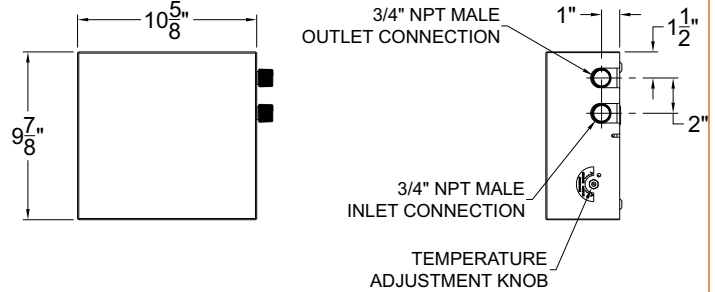 10 5/8"
9 7/8"
3/4" NPT MALE
OUTLET CONNECTION
1"
1 1/2"
2"
3/4" NPT MALE
INLET CONNECTION
TEMPERATURE
ADJUSTMENT KNOB